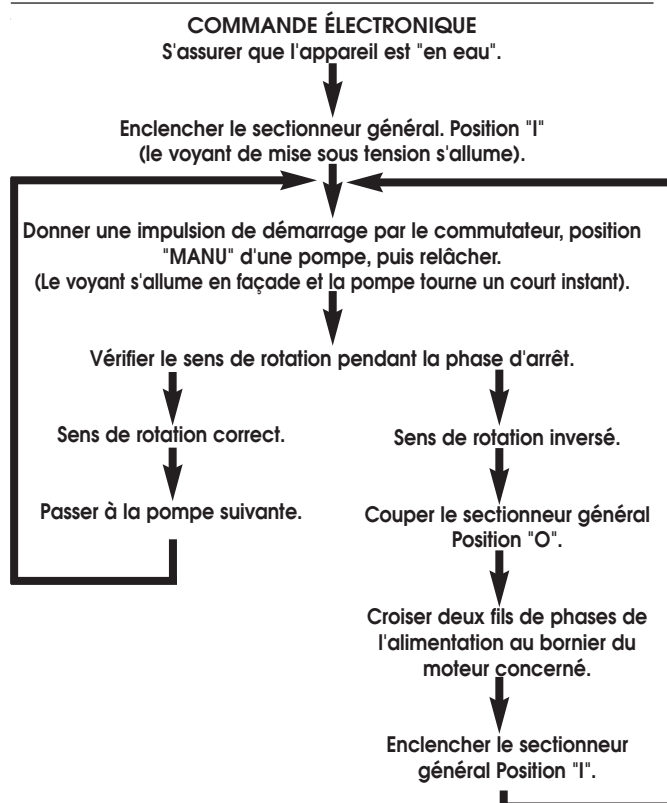 COMMANDE ÉLECTRONIQUE
S'assurer que l'appareil est "en eau".
Enclencher le sectionneur général. Position "I"
(le voyant de mise sous tension s'allume).
Donner une impulsion de démarrage par le commutateur, position
"MANU" d'une pompe, puis relâcher.
(Le voyant s'allume en façade et la pompe tourne un court instant).
Vérifier le sens de rotation pendant la phase d'arrêt.
Sens de rotation correct.
Passer à la pompe suivante.
Sens de rotation inversé.
Couper le sectionneur général
Position "O".
Croiser deux fils de phases de
l'alimentation au bornier du
moteur concerné.
Enclencher le sectionneur
général Position "I".